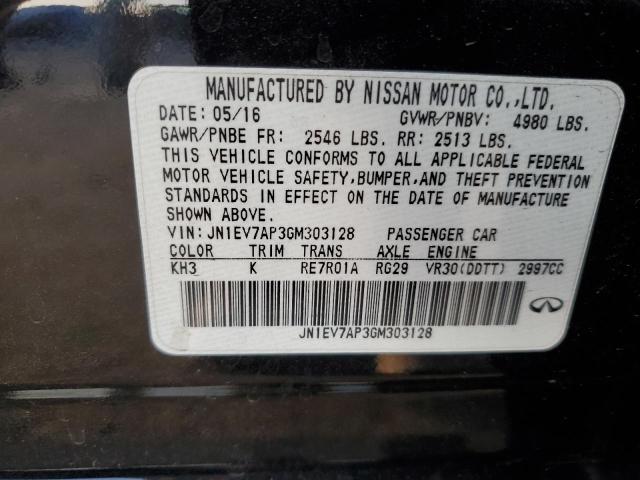 MANUFACTURED BY NISSAN MOTOR CO.,LTD.
DATE: 05/16 GVWR/PNBV: 4980 LBS.
GAWR/PNBE FR: 2546 LBS. RR: 2513 LBS.
THIS VEHICLE CONFORMS TO ALL APPLICABLE FEDERAL
MOTOR VEHICLE SAFETY,BUMPER,AND THEFT PREVENTION
STANDARDS IN EFFECT ON THE DATE OF MANUFACTURE
SHOWN ABOVE.
VIN: JN1EV7AP3GM303128 PASSENGER CAR
COLOR TRIM TRANS AXLE ENGINE
KH3 K RE7R01A RG29 VR30(DDTT) 2997CC
JN1EV7AP3GM303128